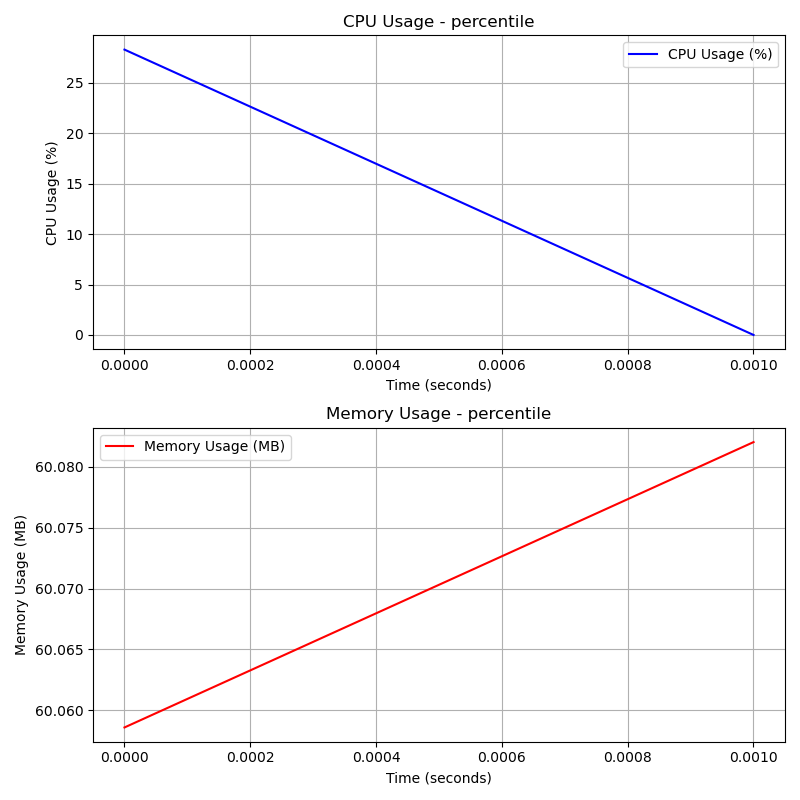 CPU Usage - percentile
CPU Usage (%)
CPU Usage (%)
25
20
15
10
5
0
0.0000 0.0002 0.0004 0.0006 0.0008 0.0010
Time (seconds)
Memory Usage - percentile
Memory Usage (MB)
Memory Usage (MB)
60.080
60.075
60.070
60.065
60.060
0.0000 0.0002 0.0004 0.0006 0.0008 0.0010
Time (seconds)